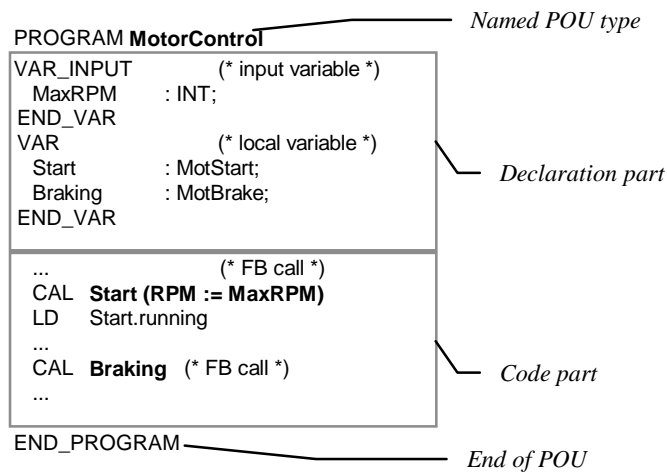 Named POU type
PROGRAM MotorControl
VAR_INPUT (* input variable *)
MaxRPM : INT;
END_VAR
VAR (* local variable *)
Start : MotStart;
Braking : MotBrake;
END_VAR
Declaration part
... (* FB call *)
CAL Start (RPM := MaxRPM)
LD Start.running
...
CAL Braking (* FB call *)
...
Code part
END_PROGRAM
End of POU